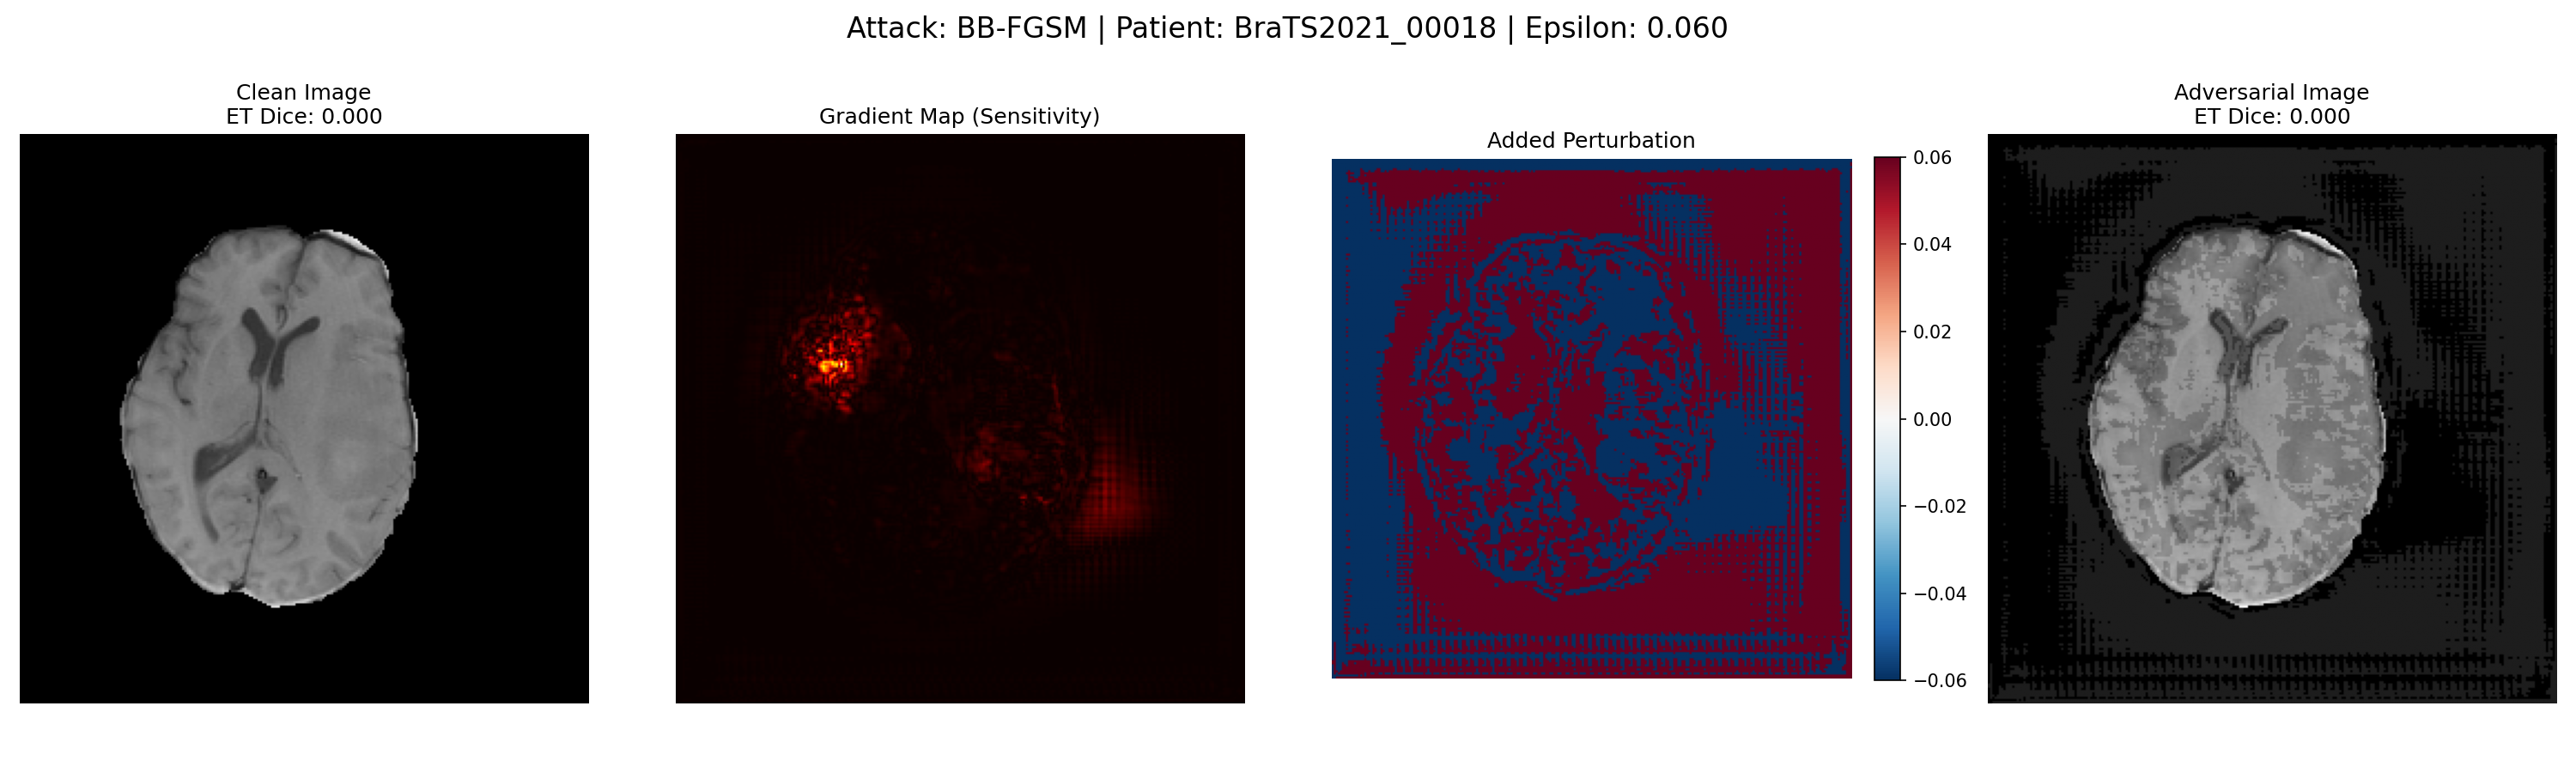 Attack: BB-FGSM | Patient: BraTS2021_00018 | Epsilon: 0.060
Clean Image
ET Dice: 0.000
Gradient Map (Sensitivity)
Added Perturbation
0.06
0.04
0.02
0.00
−0.02
−0.04
−0.06
Adversarial Image
ET Dice: 0.000